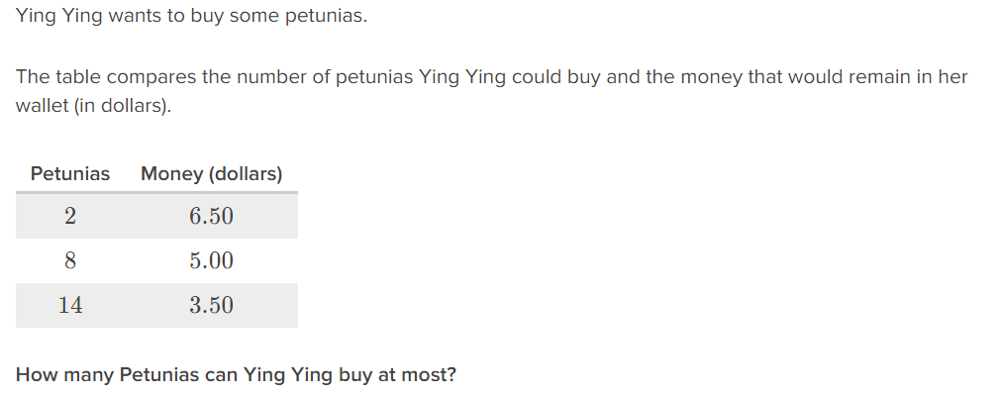 Ying Ying wants to buy some petunias.
The table compares the number of petunias Ying Ying could buy and the money that would remain in her
wallet (in dollars).
Petunias Money (dollars)
2 6.50
8 5.00
14 3.50
How many Petunias can Ying Ying buy at most?